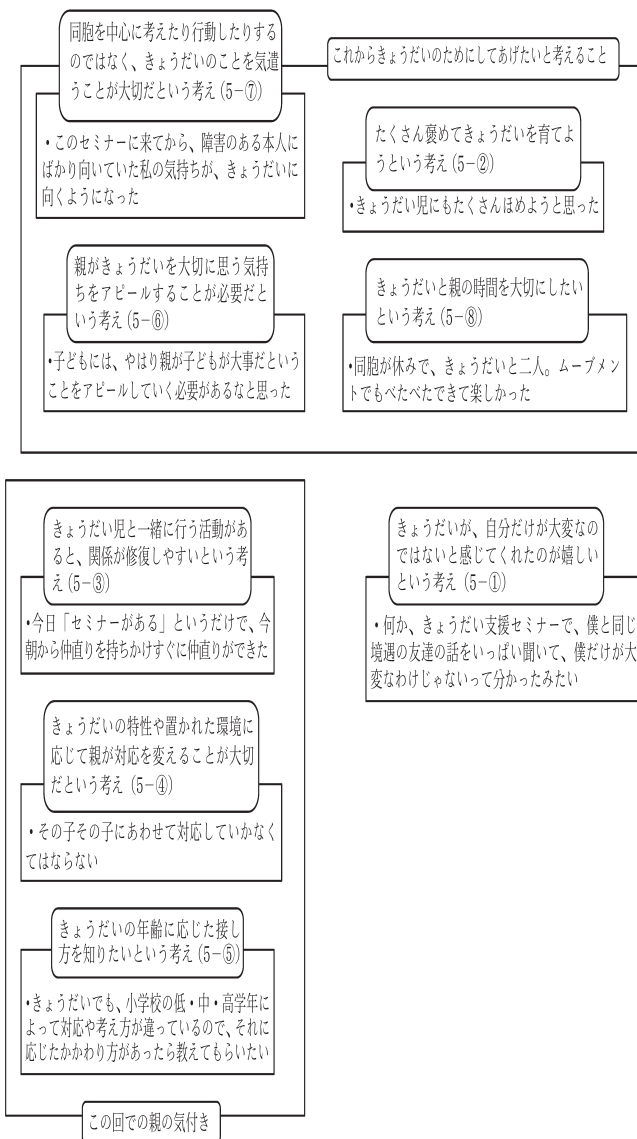 同胞を中心に考えたり行動したりする
のではなく、きょうだいのことを気遣
うことが大切だという考え(5-⑦)
・このセミナーに来てから、障害のある本人に
ばかり向いていた私の気持ちが、きょうだいに
向くようになった
これからきょうだいのためにしてあげたいと考えること
たくさん褒めてきょうだいを育てよ
うという考え(5-②)
・きょうだい児にもたくさんほめようと思った
親がきょうだいを大切に思う気持
ちをアピールすることが必要だと
いう考え(5-⑥)
・子どもには、やはり親が子どもが大事だという
ことをアピールしていく必要があるなと思った
きょうだいと親の時間を大切にしたい
という考え(5-⑧)
・同胞が休みで、きょうだいと二人。ムーブメン
トでもべたべたできて楽しかった
きょうだい児と一緒に行う活動があ
ると、関係が修復しやすいという考
え(5-③)
・今日「セミナーがある」というだけで、今
朝から仲直りを持ちかけすぐに仲直りができた
きょうだいの特性や置かれた環境に
応じて親が対応を変えることが大切
だという考え(5-④)
・その子その子にあわせて対応していかなく
てはならない
きょうだいの年齢に応じた接し
方を知りたいという考え(5-⑤)
・きょうだいでも、小学校の低・中・高学年に
よって対応や考え方が違っているので、それに
応じたかかわり方があったら教えてもらいたい
この回での親の気付き
きょうだいが、自分だけが大変なの
ではないと感じてくれたのが嬉しい
という考え(5-①)
・何か、きょうだい支援セミナーで、僕と同じ
境遇の友達の話をいっぱい聞いて、僕だけが大
変なわけじゃないって分かったみたい